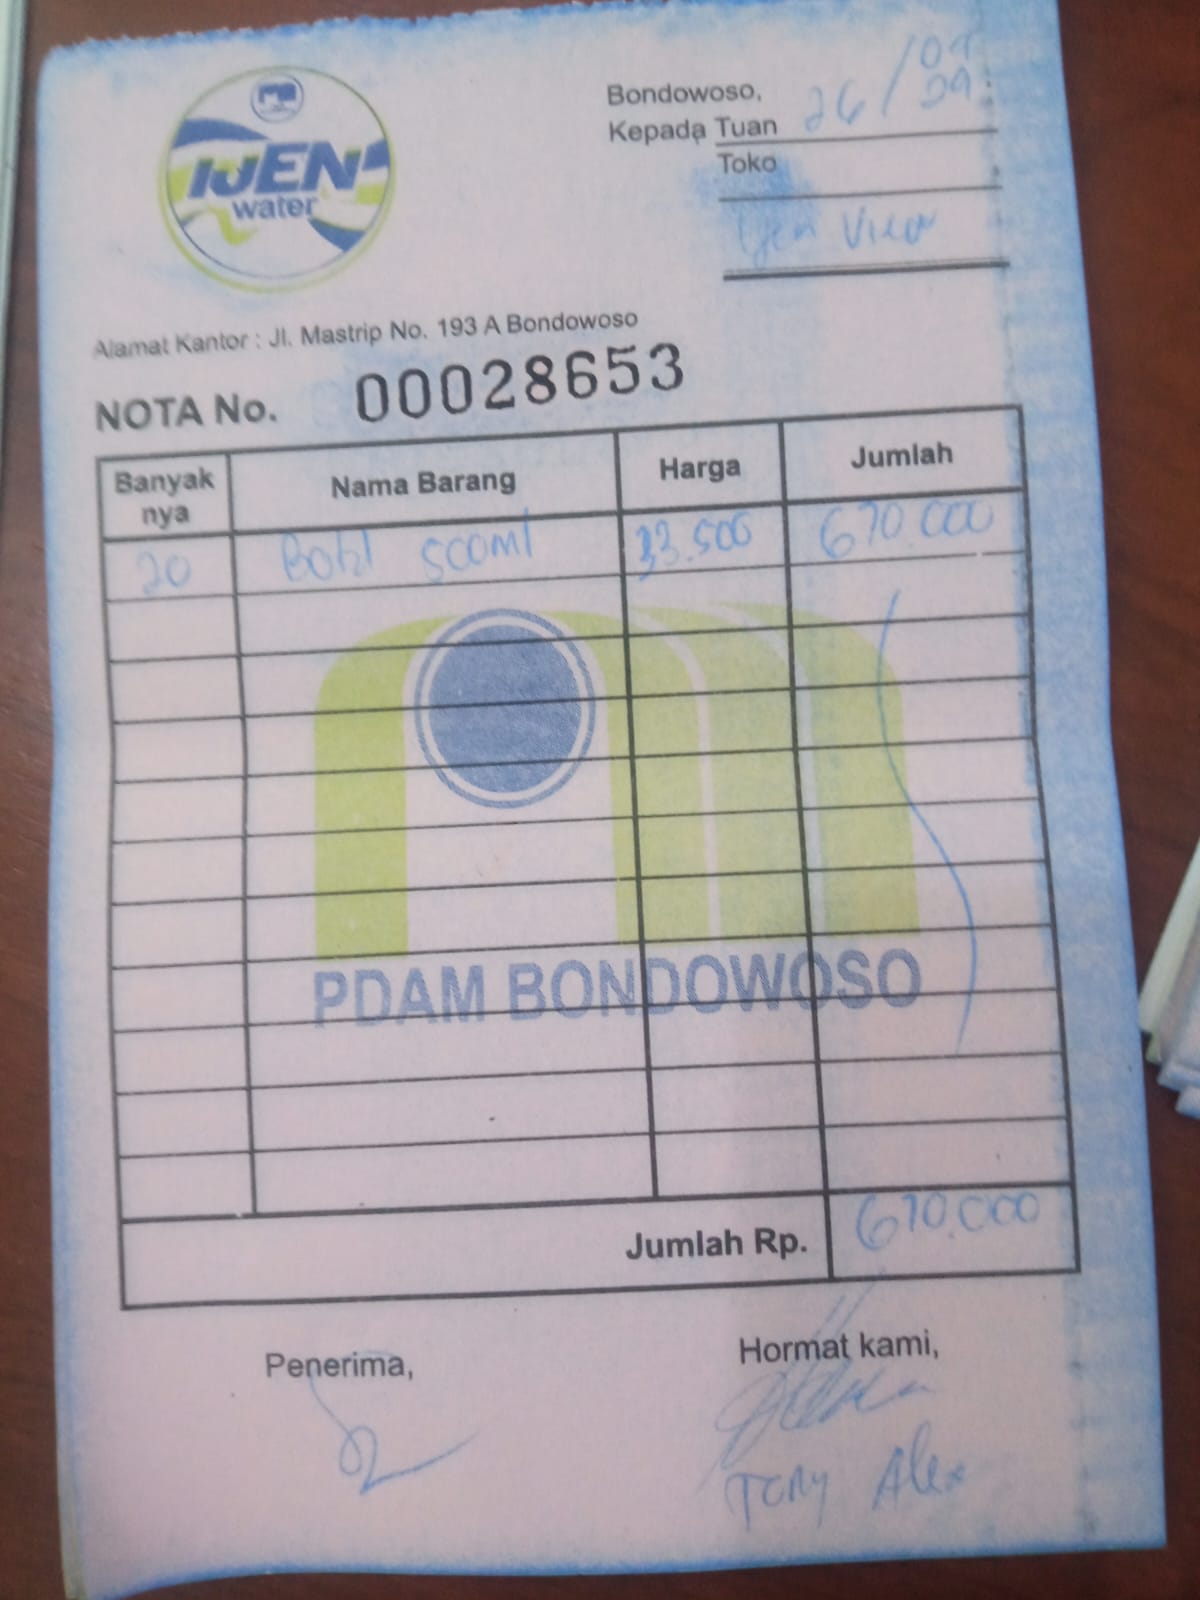 IJEN
water
Bondowoso, 26/09
Kepada Tuan
Toko
Ijen View
Alamat Kantor : Jl. Mastrip No. 193 A Bondowoso
NOTA No. 00028653
Banyak nya Nama Barang Harga Jumlah
20 Botol 500ml 33.500 670.000
PDAM BONDOWOSO
Jumlah Rp. 670.000
Penerima, Hormat kami,
Tony Alex